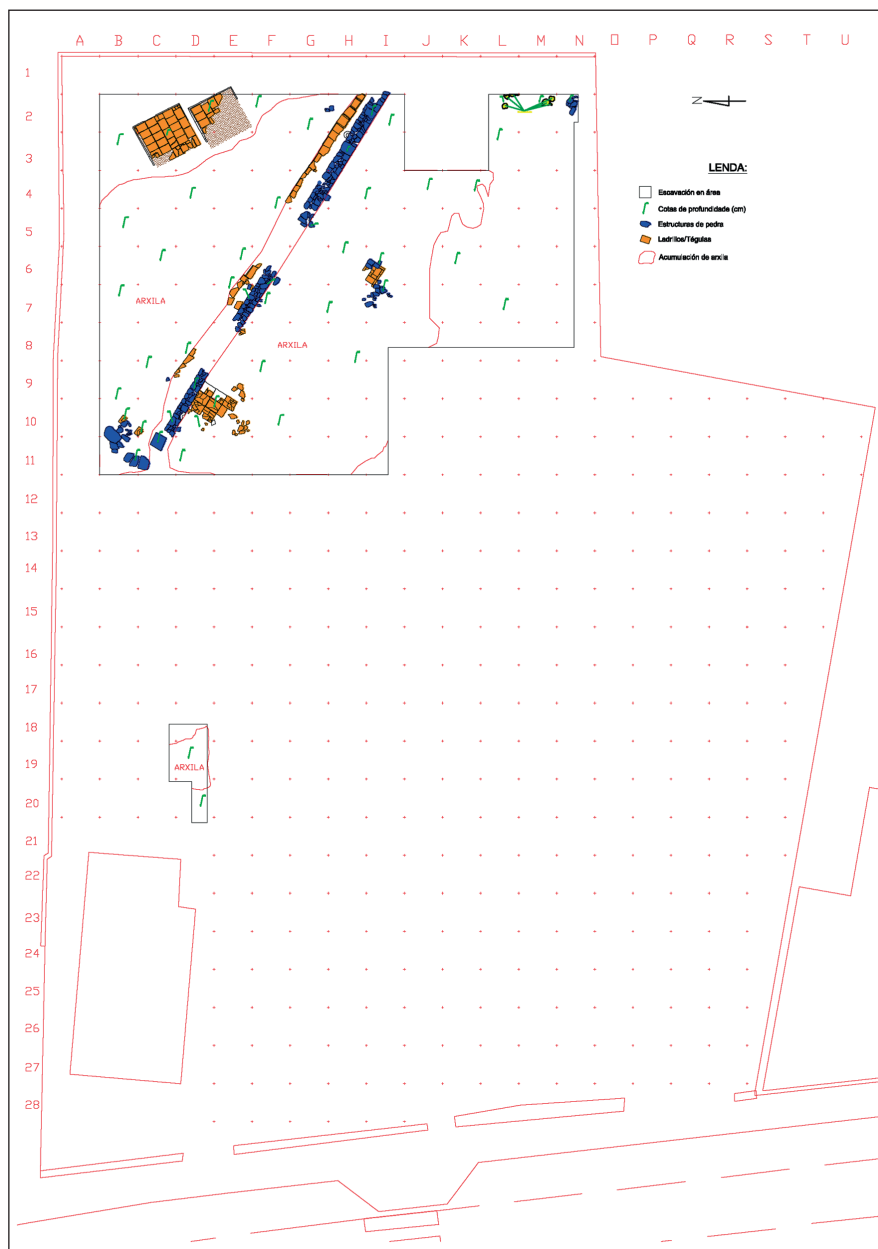 A B C D E F G H I J K L M N O P Q R S T U
1
2
3
4
5
6
7
8
9
10
11
12
13
14
15
16
17
18
19
20
21
22
23
24
25
26
27
28
N
LENDA:
Escavación en área
Cotas de profundidade (cm)
Estructuras de pedra
Ladrillos/Tégulas
Acumulación de arxila
ARXILA
ARXILA
ARXILA